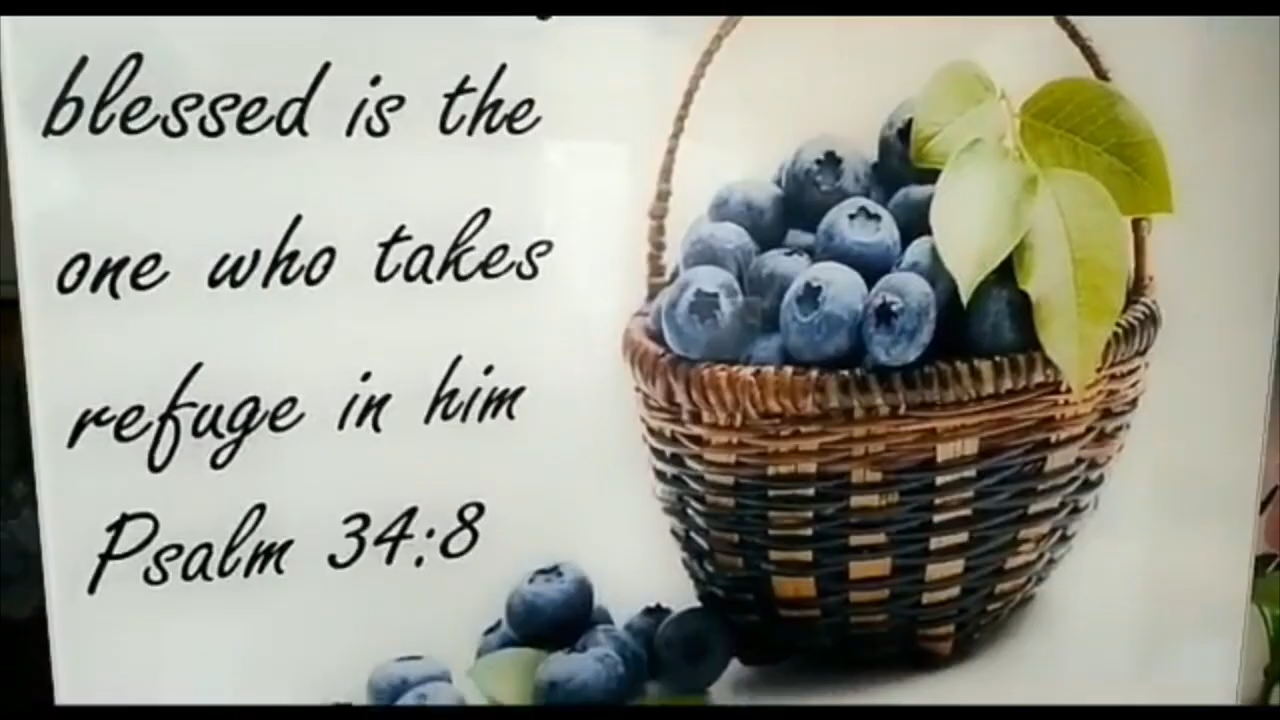 blessed is the
one who takes
refuge in him
Psalm 34:8